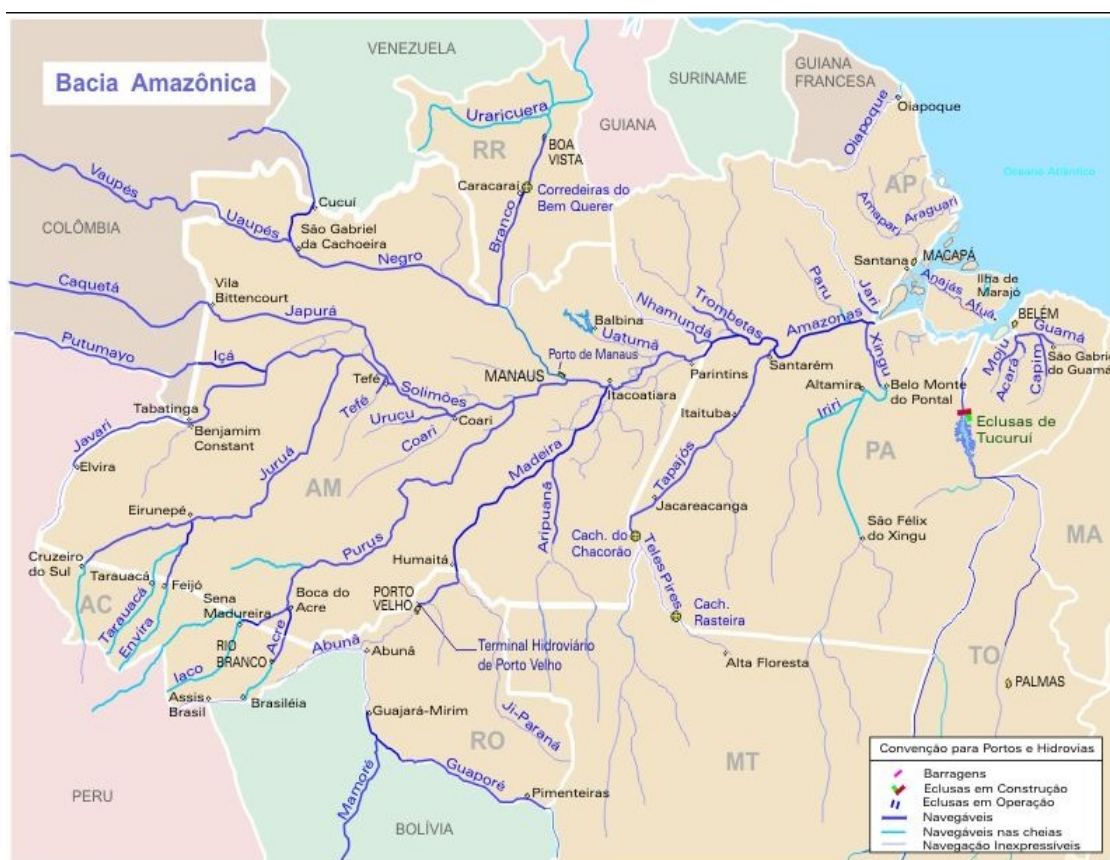 Bacia Amazônica
VENEZUELA
SURINAME
GUIANA
FRANCESA
GUIANA
COLÔMBIA
PERU
BOLÍVIA
Oceano Atlântico
RR
AP
AM
PA
MA
AC
RO
MT
TO
Uraricuera
BOA
VISTA
Caracaraí
Corredeiras do
Bem Querer
Branco
Oiapoque
Oiapoque
Amapari
Araguari
Vaupés
Uaupés
Cucuí
São Gabriel
da Cachoeira
Negro
Santana
MACAPÁ
Ilha de
Marajó
Anajás
Afuá
BELÉM
Guamá
Moju
Acará
Capim
São Gabriel
do Guamá
Caquetá
Vila
Bittencourt
Japurá
Putumayo
Içá
Balbina
Uatumã
Nhamundá
Trombetas
Paru
Jari
Amazonas
Xingu
Porto de Manaus
MANAUS
Itacoatiara
Parintins
Santarém
Altamira
Belo Monte
do Pontal
Iriri
Tefé
Tefé
Solimões
Urucu
Coari
Coari
Tabatinga
Benjamim
Constant
Javari
Elvira
Juruá
Itaituba
Eclusas de
Tucuruí
Madeira
Tapajós
Jacareacanga
Eirunepé
Purus
Aripuanã
Cach. do
Chacorão
São Félix
do Xingu
Cruzeiro
do Sul
Tarauacá
Feijó
Tarauacá
Envira
Humaitá
Sena
Madureira
Boca do
Acre
PORTO
VELHO
Teles Pires
Cach.
Rasteira
RIO
BRANCO
Acre
Iaco
Abunã
Abunã
Terminal Hidroviário
de Porto Velho
Alta Floresta
PALMAS
Assis
Brasil
Brasiléia
Guajará-Mirim
Ji-Paraná
Mamoré
Guaporé
Pimenteiras
Convenção para Portos e Hidrovias
Barragens
Eclusas em Construção
Eclusas em Operação
Navegáveis
Navegáveis nas cheias
Navegação Inexpressíveis